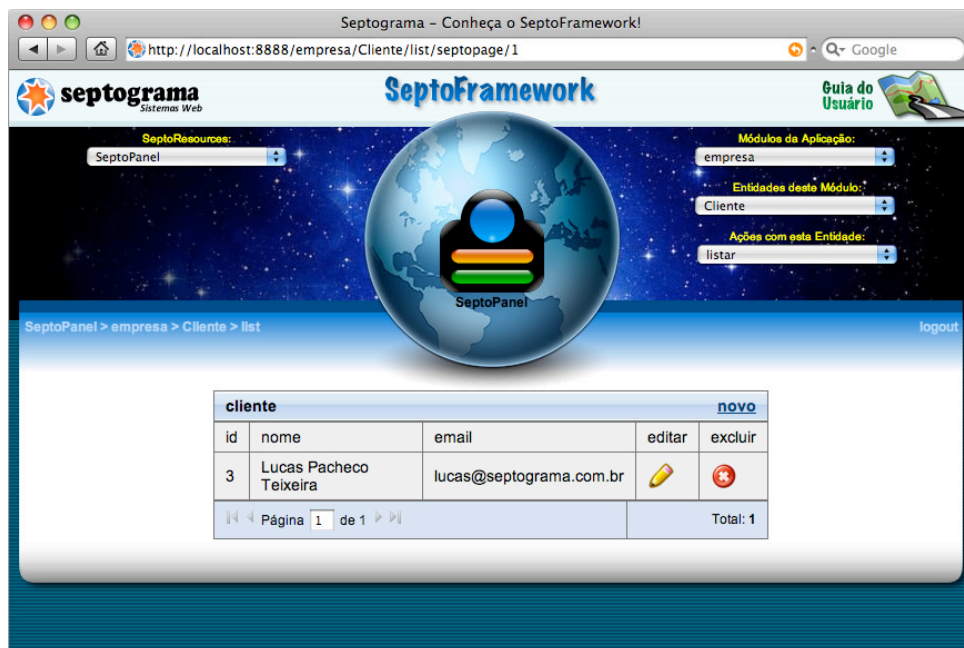 Septograma - Conheça o SeptoFramework!
http://localhost:8888/empresa/Cliente/list/septopage/1
Google
septograma
Sistemas Web
SeptoFramework
Guia do
Usuário
SeptoResources:
SeptoPanel
Módulos da Aplicação:
empresa
Entidades deste Módulo:
Cliente
Ações com esta Entidade:
listar
SeptoPanel
SeptoPanel > empresa > Cliente > list
logout
cliente novo
id nome email editar excluir
3 Lucas Pacheco Teixeira lucas@septograma.com.br
Página 1 de 1 Total: 1